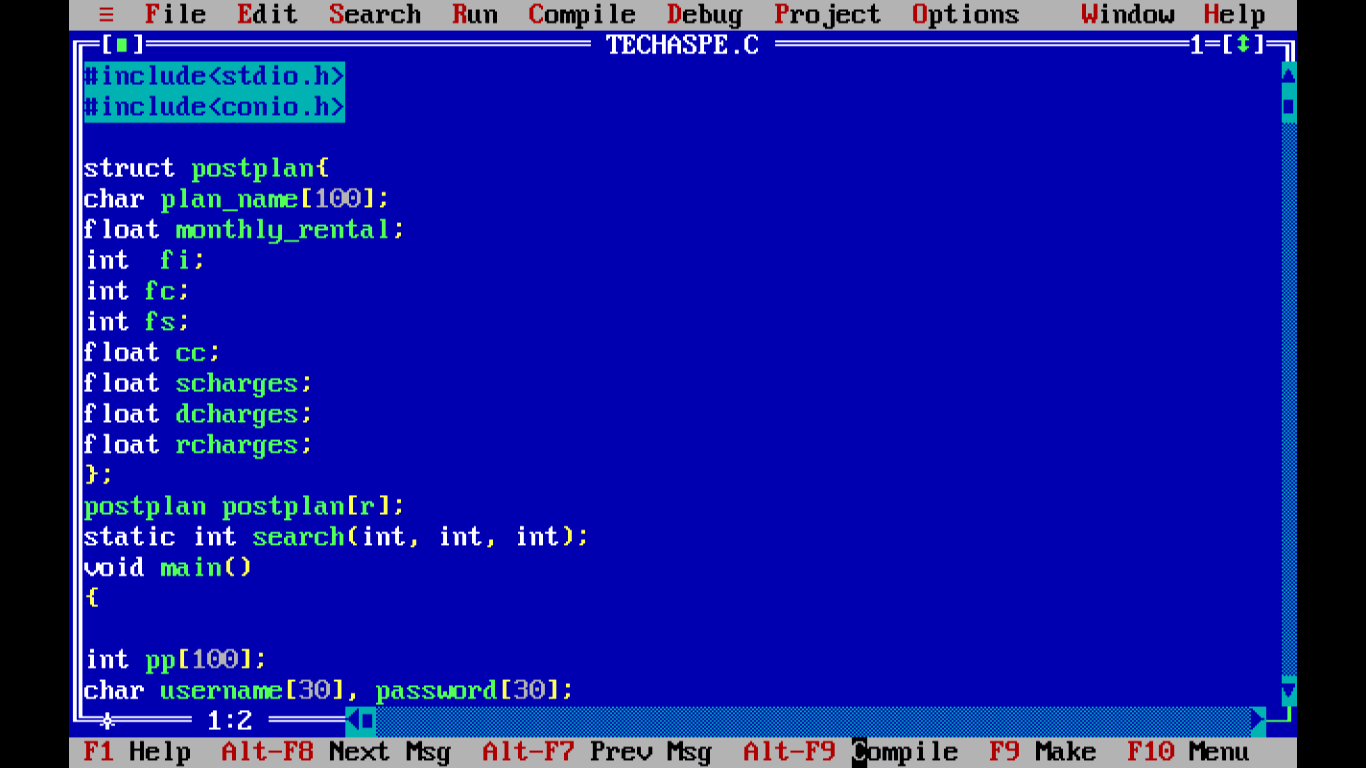 ≡ File Edit Search Run Compile Debug Project Options Window Help
[■] TECHASPE.C 1=[↕]
#include<stdio.h>
#include<conio.h>
struct postplan{
char plan_name[100];
float monthly_rental;
int  fi;
int fc;
int fs;
float cc;
float scharges;
float dcharges;
float rcharges;
};
postplan postplan[r];
static int search(int, int, int);
void main()
{
int pp[100];
char username[30], password[30];
1:2
F1 Help Alt-F8 Next Msg Alt-F7 Prev Msg Alt-F9 Compile F9 Make F10 Menu